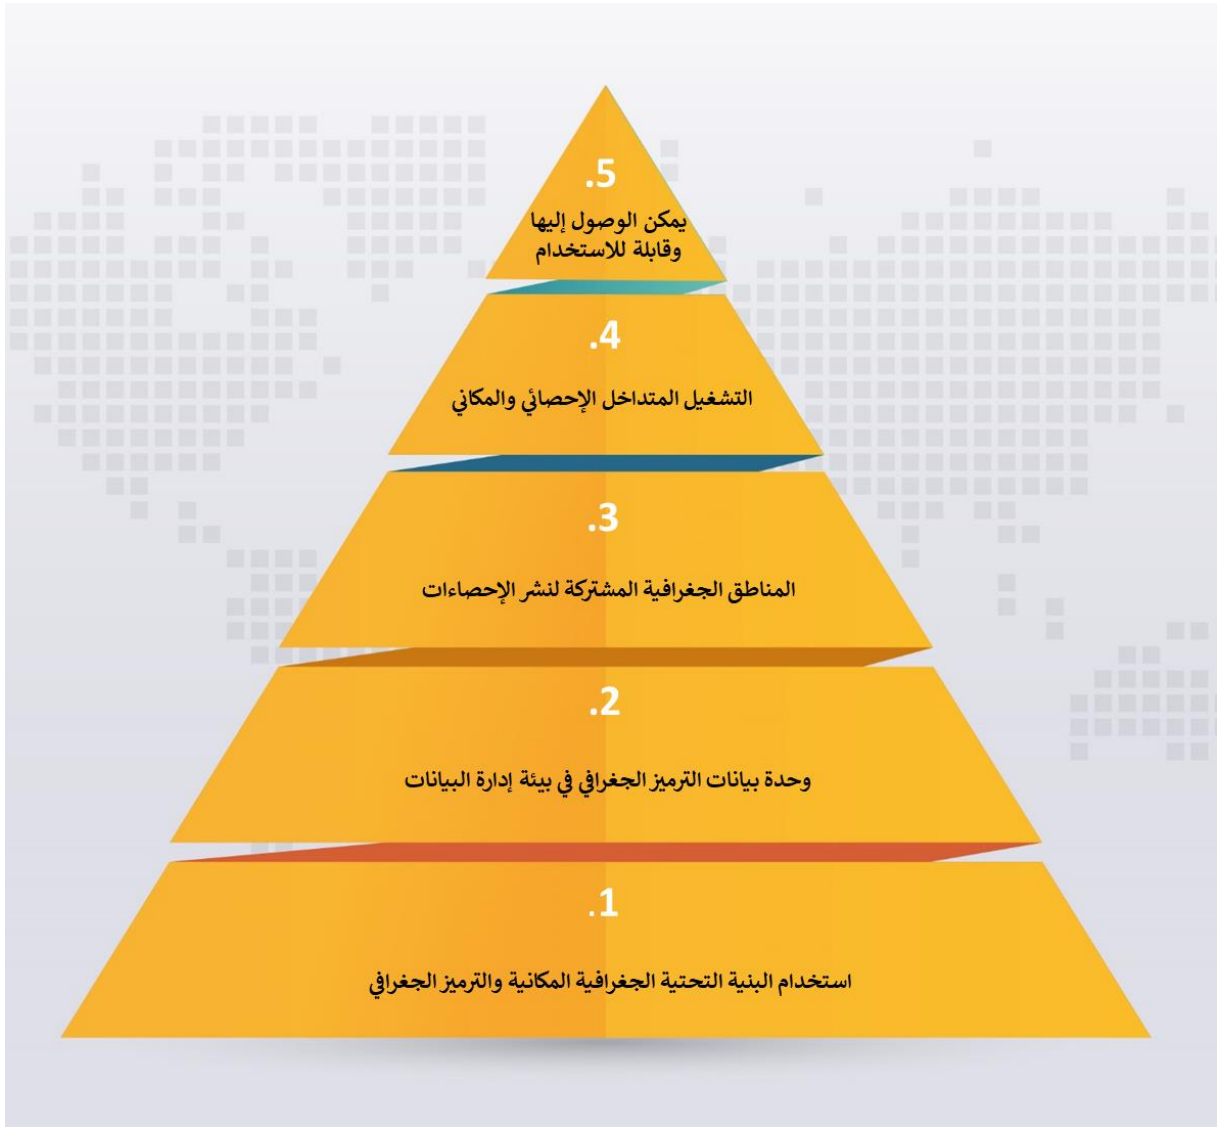 .5
يمكن الوصول إليها
وقابلة للاستخدام
.4
التشغيل المتداخل الإحصائي والمكاني
.3
المناطق الجغرافية المشتركة لنشر الإحصاءات
.2
وحدة بيانات الترميز الجغرافي في بيئة إدارة البيانات
.1
استخدام البنية التحتية الجغرافية المكانية والترميز الجغرافي